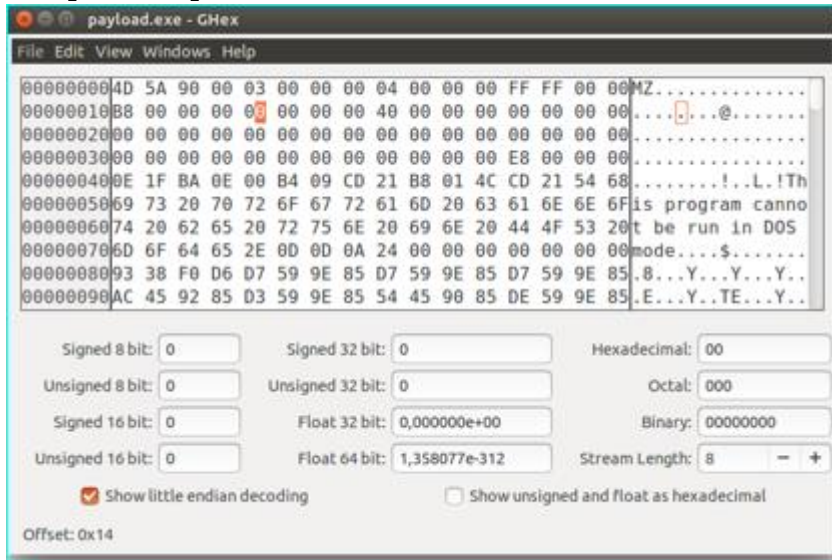 payload.exe - GHex
File Edit View Windows Help
00000000 4D 5A 90 00 03 00 00 00 04 00 00 00 FF FF 00 00 MZ..............
00000010 B8 00 00 00 00 00 00 00 40 00 00 00 00 00 00 00 ........@.......
00000020 00 00 00 00 00 00 00 00 00 00 00 00 00 00 00 00 ................
00000030 00 00 00 00 00 00 00 00 00 00 00 00 E8 00 00 00 ................
00000040 0E 1F BA 0E 00 B4 09 CD 21 B8 01 4C CD 21 54 68 ........!..L.!Th
00000050 69 73 20 70 72 6F 67 72 61 6D 20 63 61 6E 6E 6F is program canno
00000060 74 20 62 65 20 72 75 6E 20 69 6E 20 44 4F 53 20 t be run in DOS
00000070 6D 6F 64 65 2E 0D 0D 0A 24 00 00 00 00 00 00 00 mode....$.......
00000080 93 38 F0 D6 D7 59 9E 85 D7 59 9E 85 D7 59 9E 85 .8...Y...Y...Y..
00000090 AC 45 92 85 D3 59 9E 85 54 45 90 85 DE 59 9E 85 .E...Y..TE...Y..
Signed 8 bit: 0 Signed 32 bit: 0 Hexadecimal: 00
Unsigned 8 bit: 0 Unsigned 32 bit: 0 Octal: 000
Signed 16 bit: 0 Float 32 bit: 0,000000e+00 Binary: 00000000
Unsigned 16 bit: 0 Float 64 bit: 1,358077e-312 Stream Length: 8 - +
Show little endian decoding Show unsigned and float as hexadecimal
Offset: 0x14